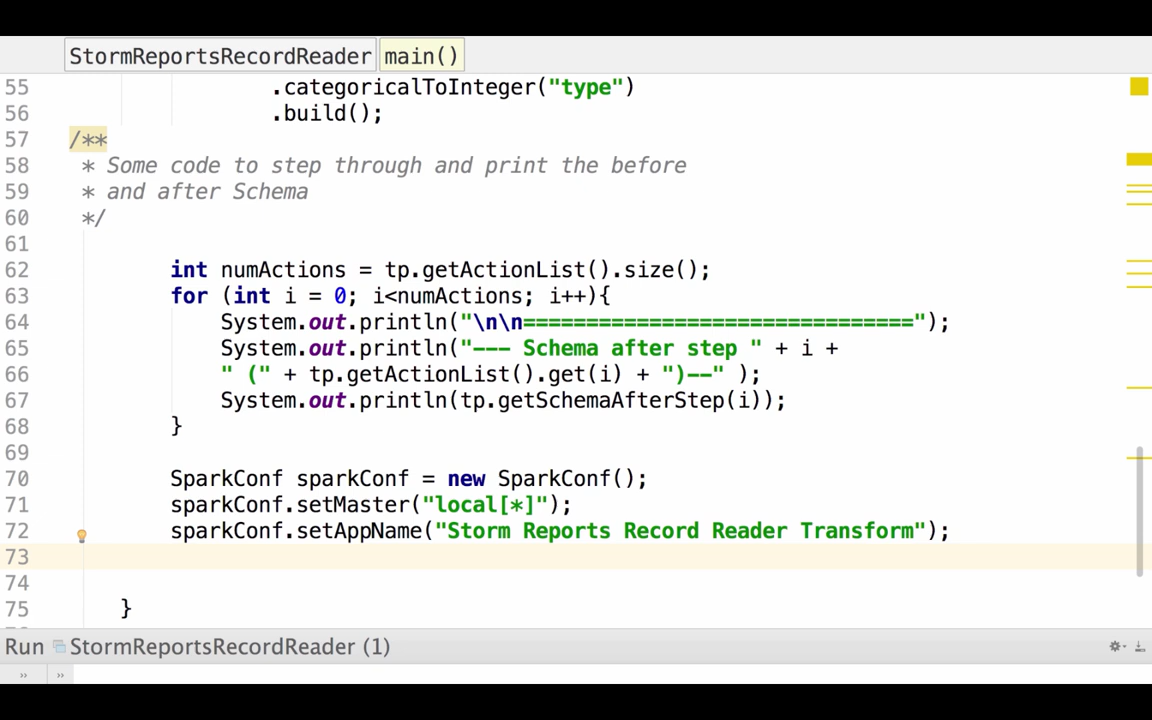 StormReportsRecordReader main()
55 .categoricalToInteger("type")
56 .build();
57 /**
58 * Some code to step through and print the before
59 * and after Schema
60 */
61
62 int numActions = tp.getActionList().size();
63 for (int i = 0; i<numActions; i++){
64 System.out.println("\n\n===============================");
65 System.out.println("--- Schema after step " + i +
66 " (" + tp.getActionList().get(i) + ")--" );
67 System.out.println(tp.getSchemaAfterStep(i));
68 }
69
70 SparkConf sparkConf = new SparkConf();
71 sparkConf.setMaster("local[*]");
72 sparkConf.setAppName("Storm Reports Record Reader Transform");
73
74
75 }
Run StormReportsRecordReader (1)
» »